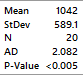 Mean 1042
StDev 589.1
N 20
AD 2.082
P-Value <0.005